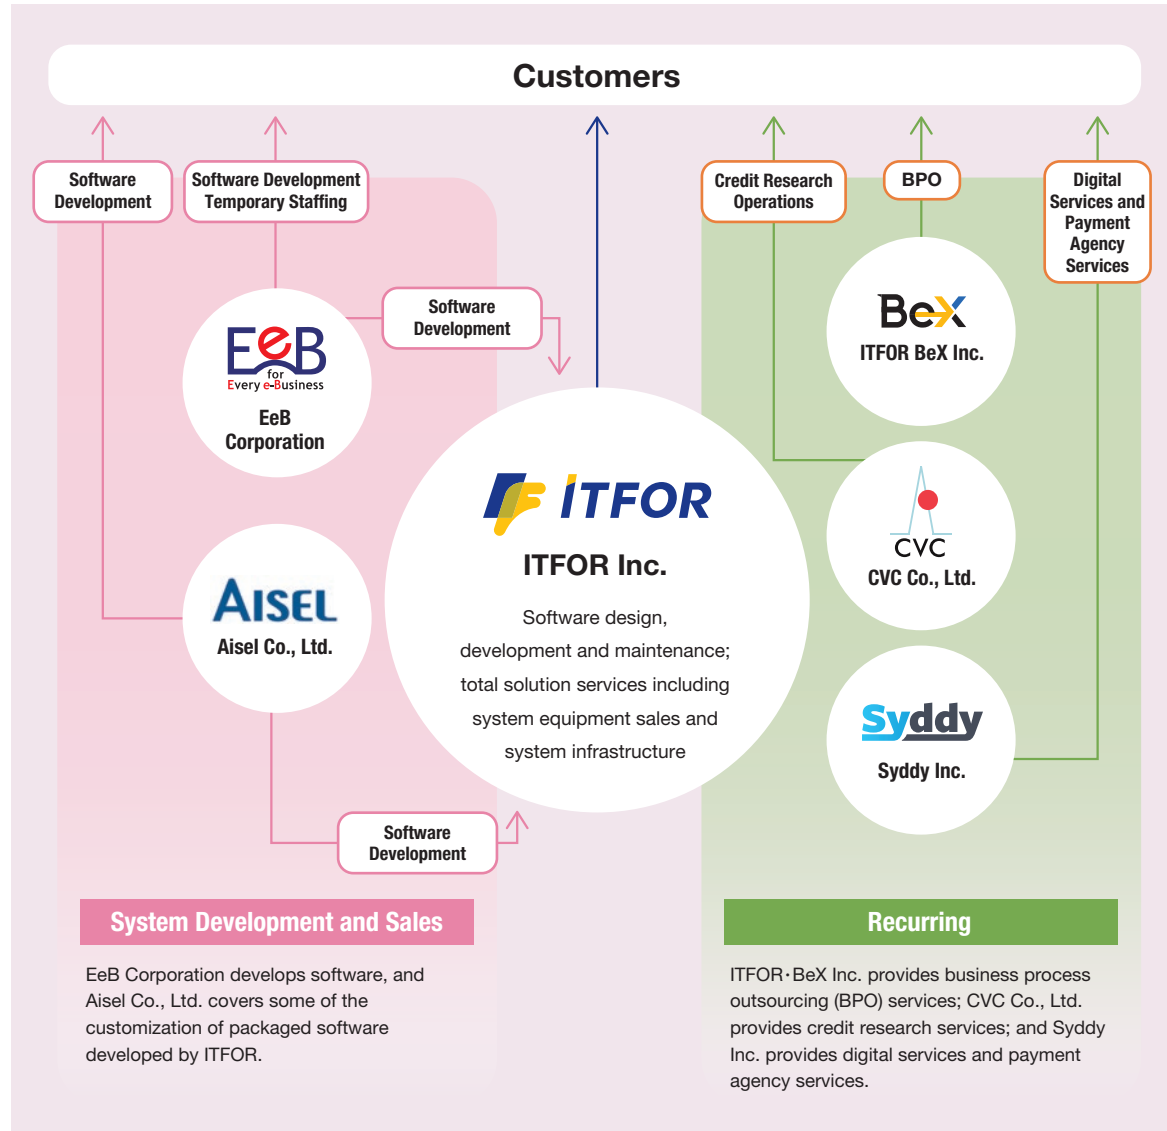 Customers
Software
Development
Software Development
Temporary Staffing
Credit Research
Operations
BPO
Digital
Services and
Payment
Agency
Services
Software
Development
EeB
for
Every e-Business
EeB
Corporation
BeX
ITFOR BeX Inc.
ITFOR
ITFOR Inc.
Software design,
development and maintenance;
total solution services including
system equipment sales and
system infrastructure
CVC
CVC Co., Ltd.
AISEL
Aisel Co., Ltd.
Syddy
Syddy Inc.
Software
Development
System Development and Sales
EeB Corporation develops software, and
Aisel Co., Ltd. covers some of the
customization of packaged software
developed by ITFOR.
Recurring
ITFOR･BeX Inc. provides business process
outsourcing (BPO) services; CVC Co., Ltd.
provides credit research services; and Syddy
Inc. provides digital services and payment
agency services.